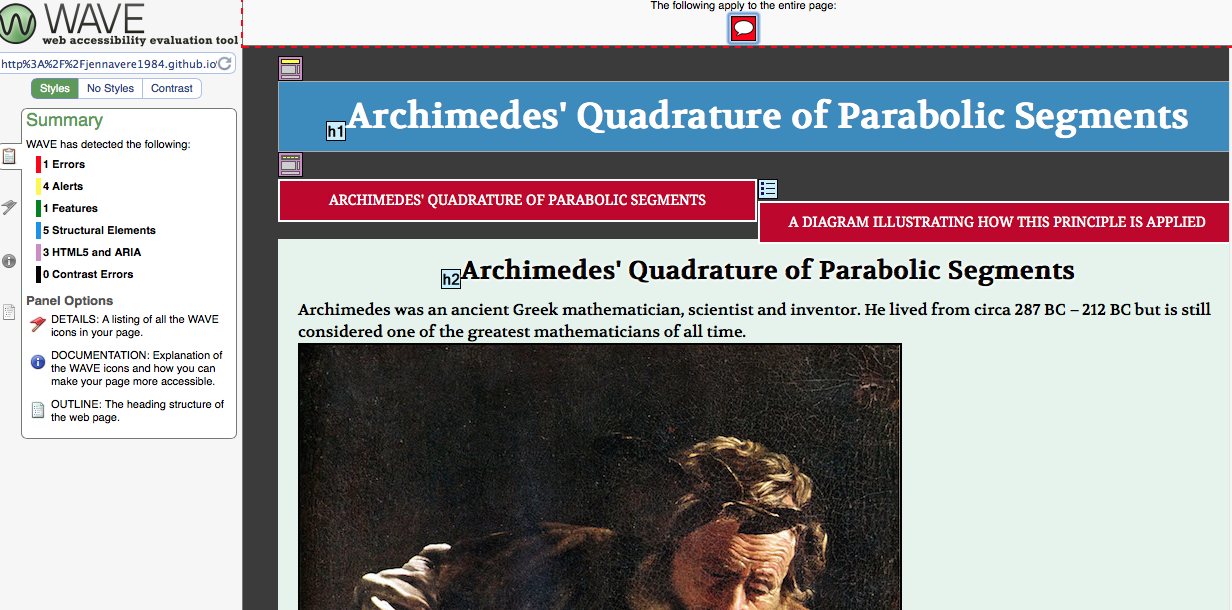 WAVE
web accessibility evaluation tool
http%3A%2F%2Fjennavere1984.github.io
Styles
No Styles
Contrast
Summary
WAVE has detected the following:
1 Errors
4 Alerts
1 Features
5 Structural Elements
3 HTML5 and ARIA
0 Contrast Errors
Panel Options
DETAILS: A listing of all the WAVE
icons in your page.
DOCUMENTATION: Explanation of
the WAVE icons and how you can
make your page more accessible.
OUTLINE: The heading structure of
the web page.
The following apply to the entire page:
h1 Archimedes' Quadrature of Parabolic Segments
ARCHIMEDES' QUADRATURE OF PARABOLIC SEGMENTS
A DIAGRAM ILLUSTRATING HOW THIS PRINCIPLE IS APPLIED
h2 Archimedes' Quadrature of Parabolic Segments
Archimedes was an ancient Greek mathematician, scientist and inventor. He lived from circa 287 BC – 212 BC but is still
considered one of the greatest mathematicians of all time.